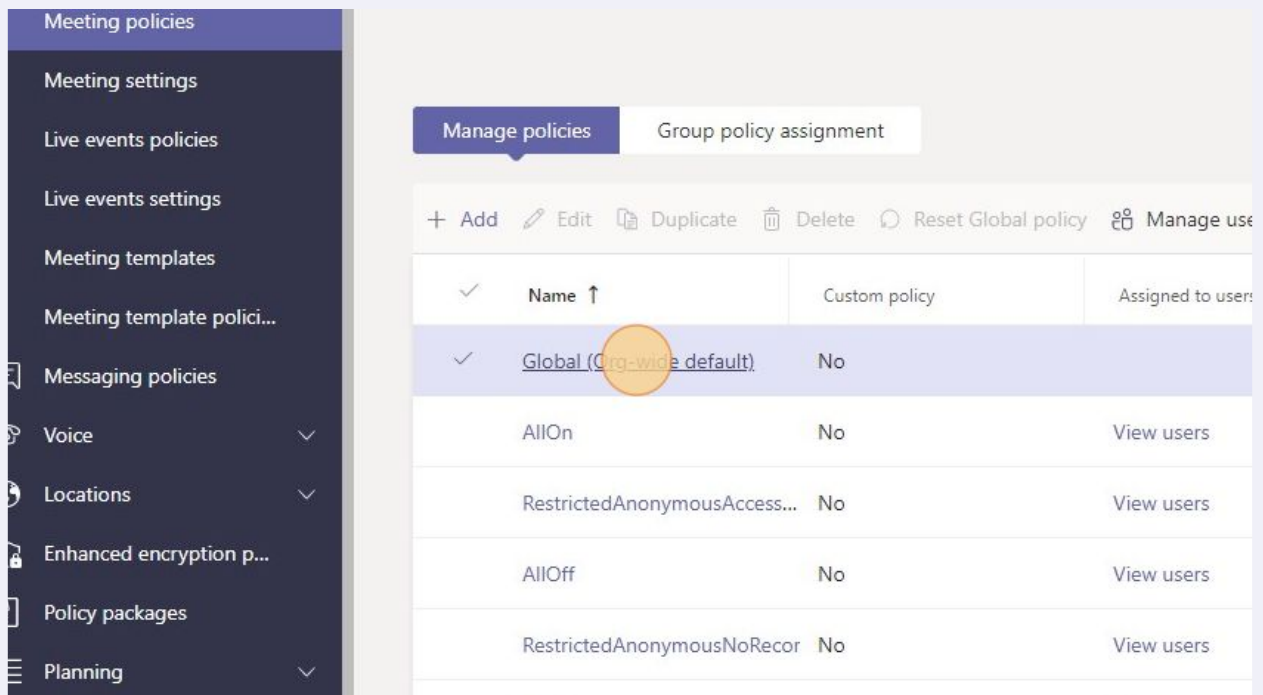 Meeting policies
Meeting settings
Live events policies
Live events settings
Meeting templates
Meeting template polici...
Messaging policies
Voice
Locations
Enhanced encryption p...
Policy packages
Planning
Manage policies Group policy assignment
+ Add Edit Duplicate Delete Reset Global policy Manage use
Name ↑ Custom policy Assigned to users
Global (Org-wide default) No
AllOn No View users
RestrictedAnonymousAccess... No View users
AllOff No View users
RestrictedAnonymousNoRecor No View users